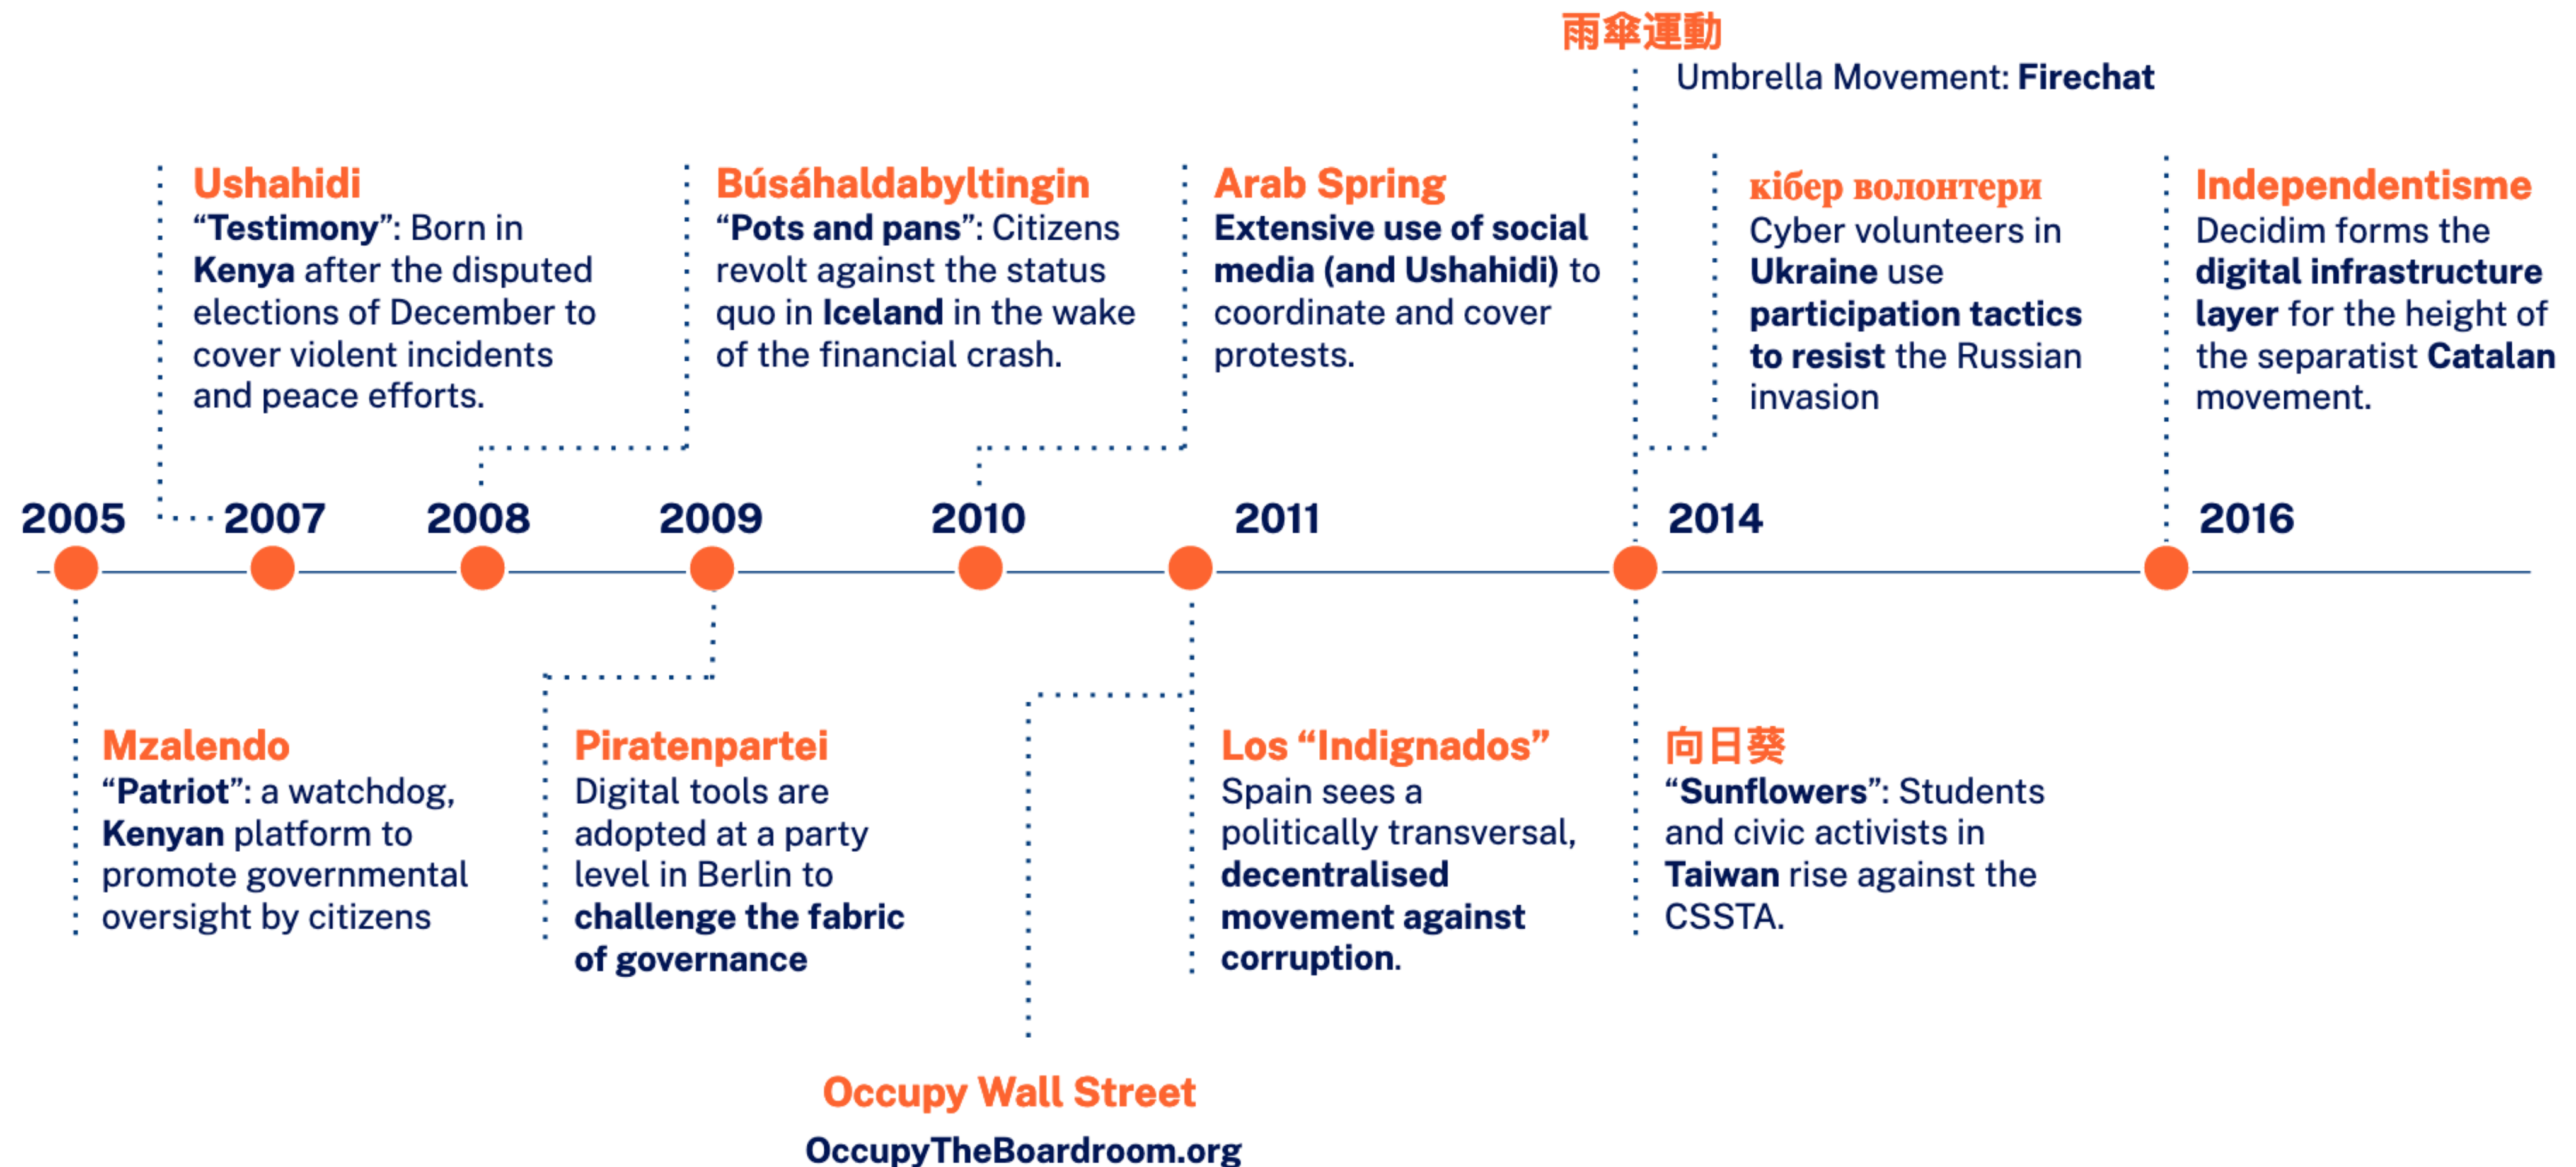 雨傘運動
Umbrella Movement: Firechat
Ushahidi
“Testimony”: Born in
Kenya after the disputed
elections of December to
cover violent incidents
and peace efforts.
Búsáhaldabyltingin
“Pots and pans”: Citizens
revolt against the status
quo in Iceland in the wake
of the financial crash.
Arab Spring
Extensive use of social
media (and Ushahidi) to
coordinate and cover
protests.
кібер волонтери
Cyber volunteers in
Ukraine use
participation tactics
to resist the Russian
invasion
Independentisme
Decidim forms the
digital infrastructure
layer for the height of
the separatist Catalan
movement.
2005
2007
2008
2009
2010
2011
2014
2016
Mzalendo
“Patriot”: a watchdog,
Kenyan platform to
promote governmental
oversight by citizens
Piratenpartei
Digital tools are
adopted at a party
level in Berlin to
challenge the fabric
of governance
Los “Indignados”
Spain sees a
politically transversal,
decentralised
movement against
corruption.
向日葵
“Sunflowers”: Students
and civic activists in
Taiwan rise against the
CSSTA.
Occupy Wall Street
OccupyTheBoardroom.org